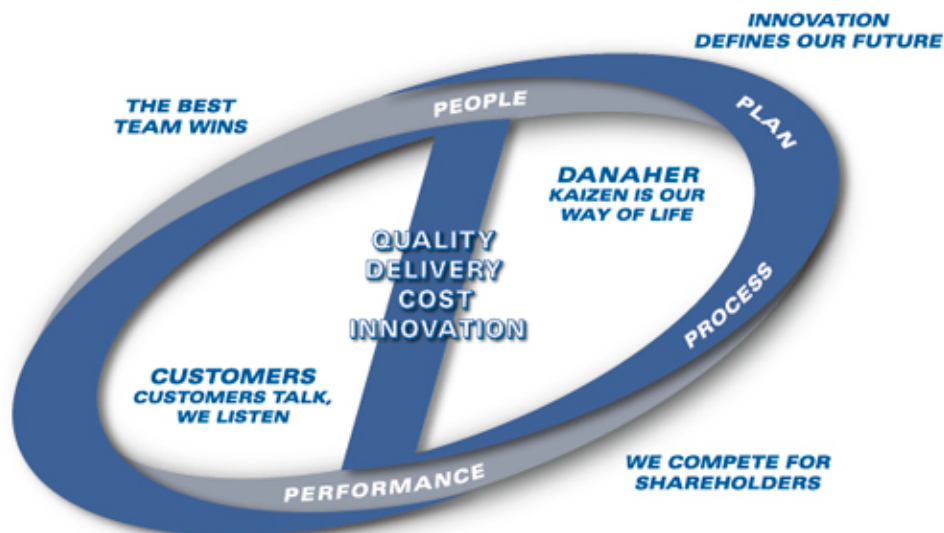 INNOVATION
DEFINES OUR FUTURE
THE BEST
TEAM WINS
PEOPLE
PLAN
DANAHER
KAIZEN IS OUR
WAY OF LIFE
QUALITY
DELIVERY
COST
INNOVATION
PROCESS
CUSTOMERS
CUSTOMERS TALK,
WE LISTEN
PERFORMANCE
WE COMPETE FOR
SHAREHOLDERS